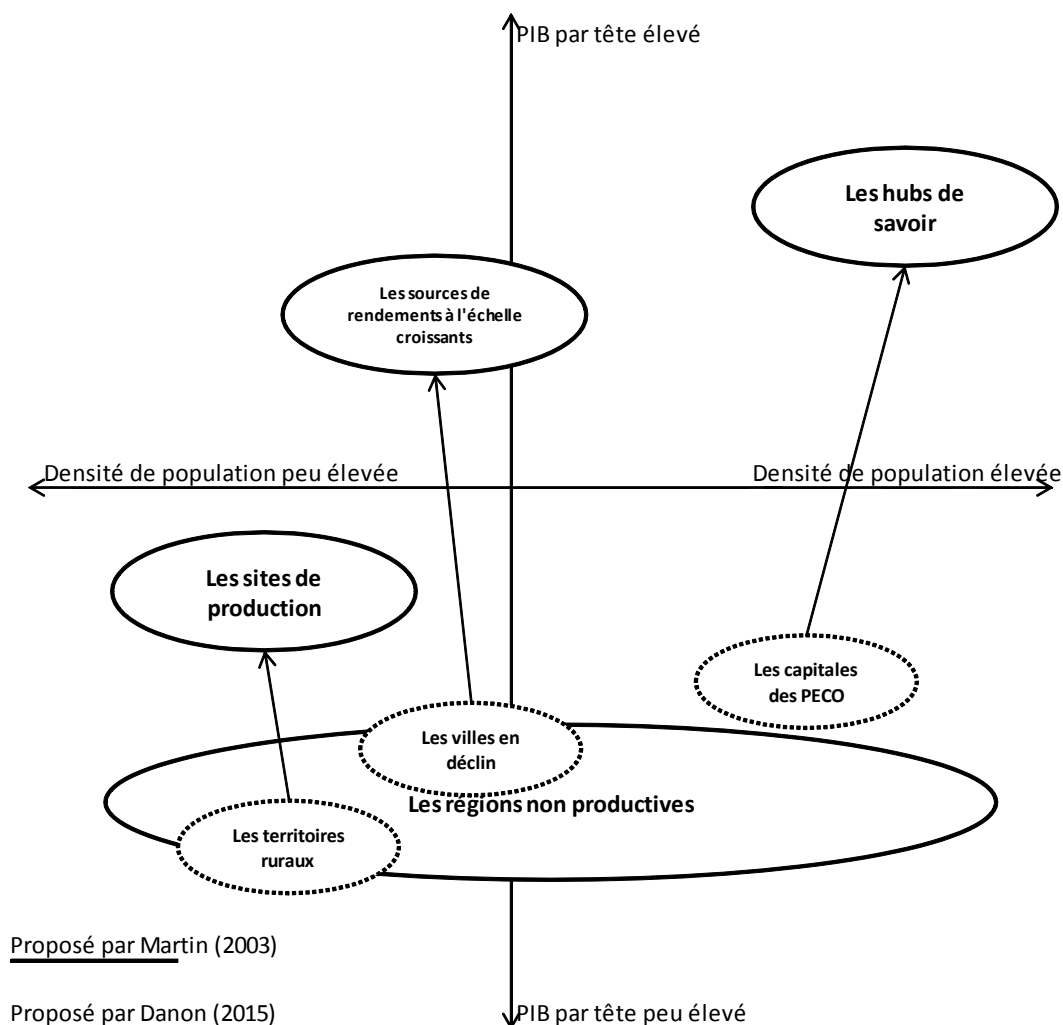 PIB par tête élevé
Les hubs de
savoir
Les sources de
rendements à l'échelle
croissants
Densité de population peu élevée
Densité de population élevée
Les sites de
production
Les capitales
des PECO
Les villes en
déclin
Les régions non productives
Les territoires
ruraux
Proposé par Martin (2003)
Proposé par Danon (2015)
PIB par tête peu élevé